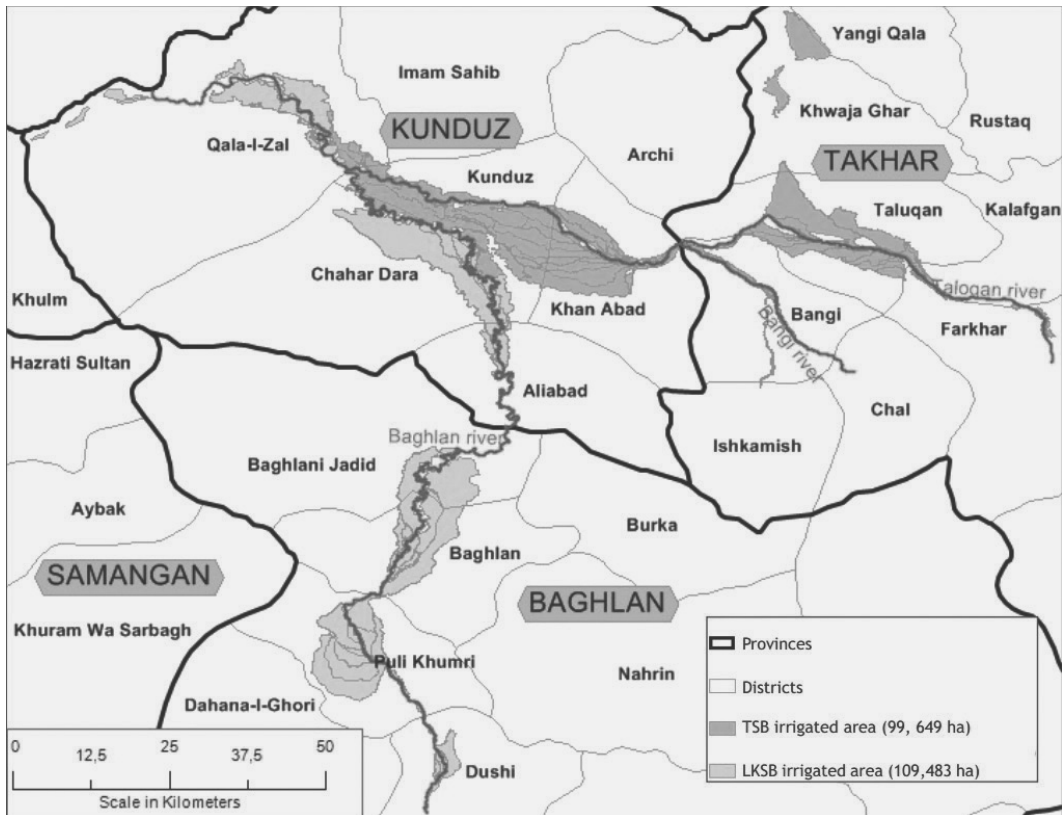 Yangi Qala
Imam Sahib
Khwaja Ghar
Rustaq
KUNDUZ
Qala-I-Zal
Archi
TAKHAR
Kunduz
Taluqan
Kalafgan
Chahar Dara
Khulm
Khan Abad
Bangi
Taloqan river
Farkhar
Bangi river
Hazrati Sultan
Aliabad
Chal
Baghlan river
Ishkamish
Baghlani Jadid
Aybak
Burka
Baghlan
SAMANGAN
BAGHLAN
Khuram Wa Sarbagh
Puli Khumri
Nahrin
Dahana-I-Ghori
Dushi
Provinces
Districts
TSB irrigated area (99, 649 ha)
LKSB irrigated area (109,483 ha)
0 12,5 25 37,5 50
Scale in Kilometers